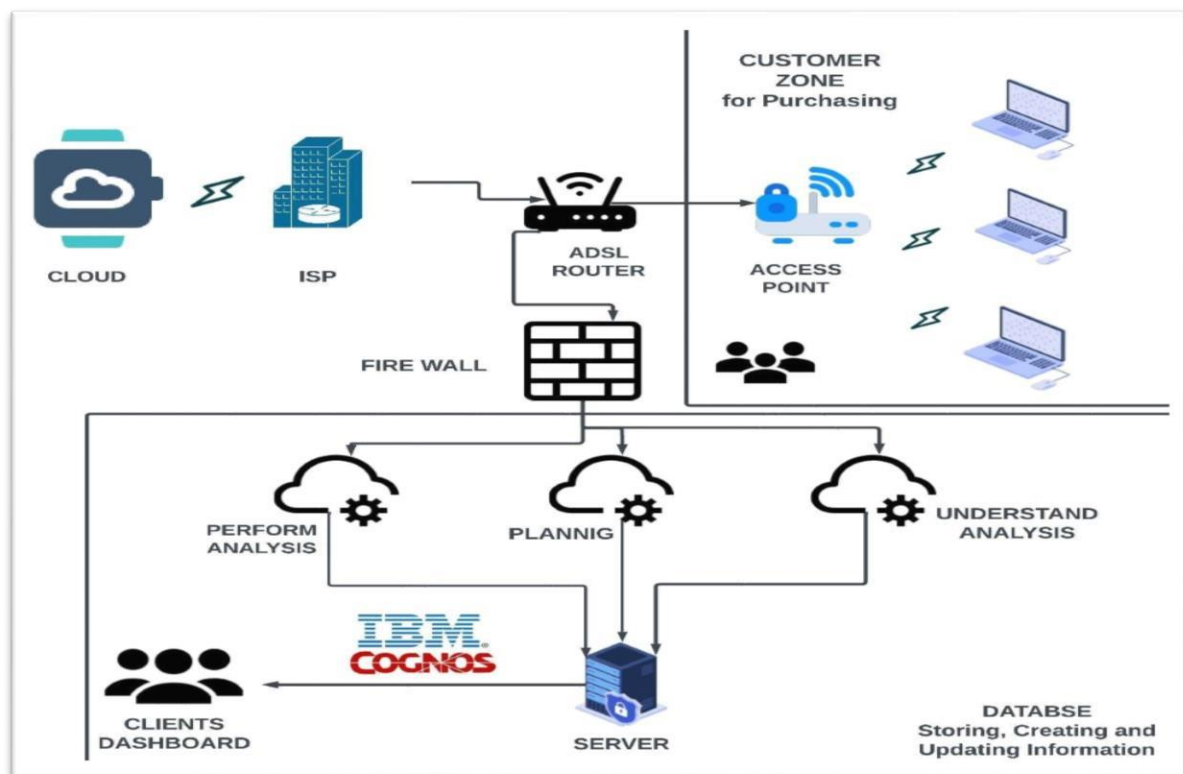 CUSTOMER
ZONE
for Purchasing
CLOUD
ISP
ADSL
ROUTER
ACCESS
POINT
FIRE WALL
PERFORM
ANALYSIS
PLANNIG
UNDERSTAND
ANALYSIS
IBM
COGNOS
CLIENTS
DASHBOARD
SERVER
DATABSE
Storing, Creating and
Updating Information